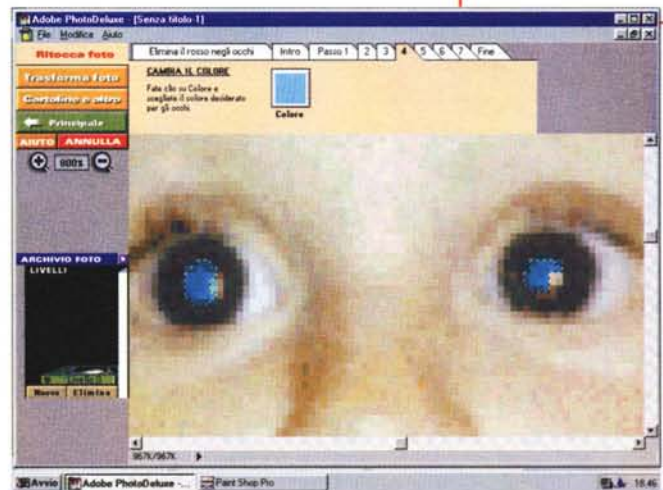 Adobe PhotoDeluxe - [Senza titolo-1]
File Modifica Aiuto
Ritocca foto
Elimina il rosso negli occhi Intro Passo 1 2 3 4 5 6 7 Fine
Trasforma foto
Cartoline e altro
Principale
AIUTO ANNULLA
CAMBIA IL COLORE
Fate clic su Colore e
scegliete il colore desiderato
per gli occhi.
Colore
800%
ARCHIVIO FOTO
LIVELLI
Nuovo Elimina
967K/967K
Avvio Adobe PhotoDeluxe -... Paint Shop Pro 18.46